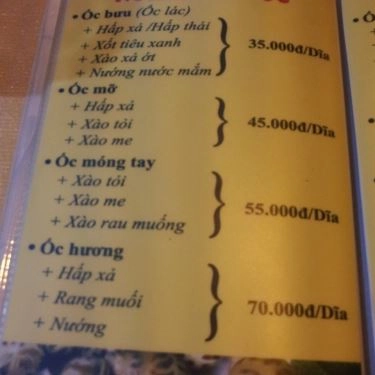 • Ốc bưu (Ốc lác)
+ Hấp xả /Hấp thái
+ Xốt tiêu xanh
+ Xào xả ớt
+ Nướng nước mắm
35.000đ/Dĩa
• Ốc mỡ
+ Hấp xả
+ Xào tỏi
+ Xào me
45.000đ/Dĩa
• Ốc móng tay
+ Xào tỏi
+ Xào me
+ Xào rau muống
55.000đ/Dĩa
• Ốc hương
+ Hấp xả
+ Rang muối
+ Nướng
70.000đ/Dĩa